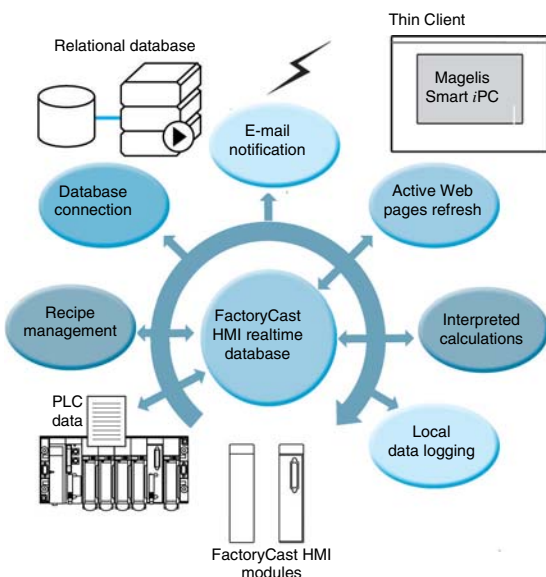 Thin Client
Relational database
Magelis
Smart iPC
E-mail
notification
Database
connection
Active Web
pages refresh
Recipe
management
FactoryCast
HMI realtime
database
Interpreted
calculations
PLC
data
Local
data logging
FactoryCast HMI
modules